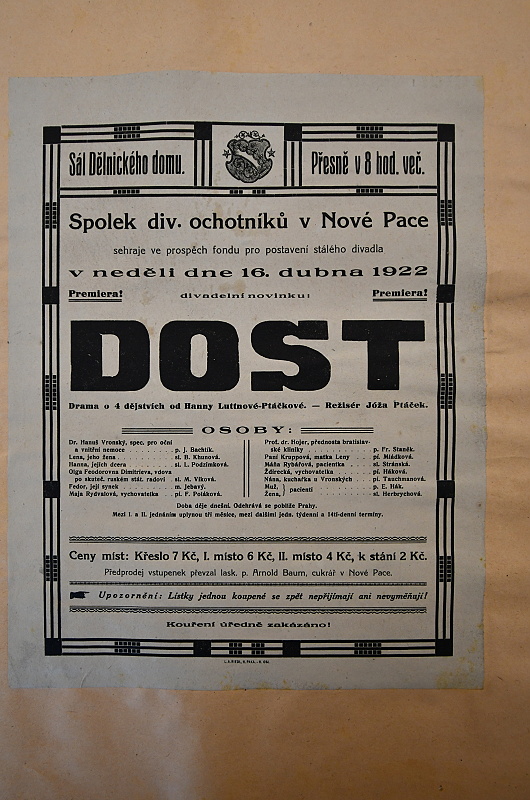 Sál Dělnického domu.
Přesně v 8 hod. več.
Spolek div. ochotníků v Nové Pace
sehraje ve prospěch fondu pro postavení stálého divadla
v neděli dne 16. dubna 1922
Premiera! divadelní novinku: Premiera!
DOST
Drama o 4 dějstvích od Hanny Luttnové-Ptáčkové. — Režisér Jóža Ptáček.
OSOBY:
Dr. Hanuš Vronský, spec. pro oční
a vnitřní nemoce . . . . . . . . . . p. J. Bachtík.
Lena, jeho žena . . . . . . . . . . sl. B. Khunová.
Hanna, jejich dcera . . . . . . . . sl. L. Podzimková.
Olga Feodorovna Dimitrieva, vdova
po skuteč. ruském stát. radovi . . sl. M. Vlková.
Fedor, její synek . . . . . . . . . m. Jebavý.
Maja Rydvalová, vychovatelka . . pí. F. Poláková.
Prof. dr. Hojer, přednosta bratislav-
ské kliniky . . . . . . . . . . p. Fr. Staněk.
Paní Kruppová, matka Leny . . . pí. Mládková.
Máňa Rybářová, pacientka . . . . sl. Stránská.
Ždirecká, vychovatelka . . . . . pí. Háková.
Nána, kuchařka u Vronských . . pí. Tauchmanová.
Muž, } pacienti . . . . . . . p. E. Hák.
Žena, . . . . . . . sl. Herbrychová.
Doba děje dnešní. Odehrává se poblíže Prahy.
Mezi I. a II. jednáním uplynou tři měsíce, mezi dalšími jedn. týdenní a 14ti-denní termíny.
Ceny míst: Křeslo 7 Kč, I. místo 6 Kč, II. místo 4 Kč, k stání 2 Kč.
Předprodej vstupenek převzal lask. p. Arnold Baum, cukrář v Nové Pace.
Upozornění: Lístky jednou koupené se zpět nepřijímají ani nevyměňují!
Kouření úředně zakázáno!